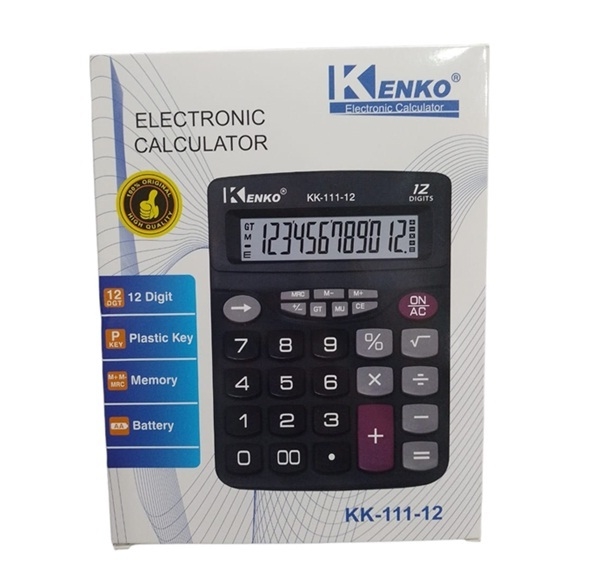 KENKO®
Electronic Calculator
ELECTRONIC
CALCULATOR
100% ORIGINAL
HIGH QUALITY
KENKO® KK-111-12 12
DIGITS
GT
M
E
123456789012.
MRC M- M+
GT MU CE
ON
AC
7 8 9 % √
4 5 6 × ÷
1 2 3 + −
0 00 • =
12
DGT
12 Digit
P
KEY
Plastic Key
M+ M-
MRC
Memory
AA
Battery
KK-111-12